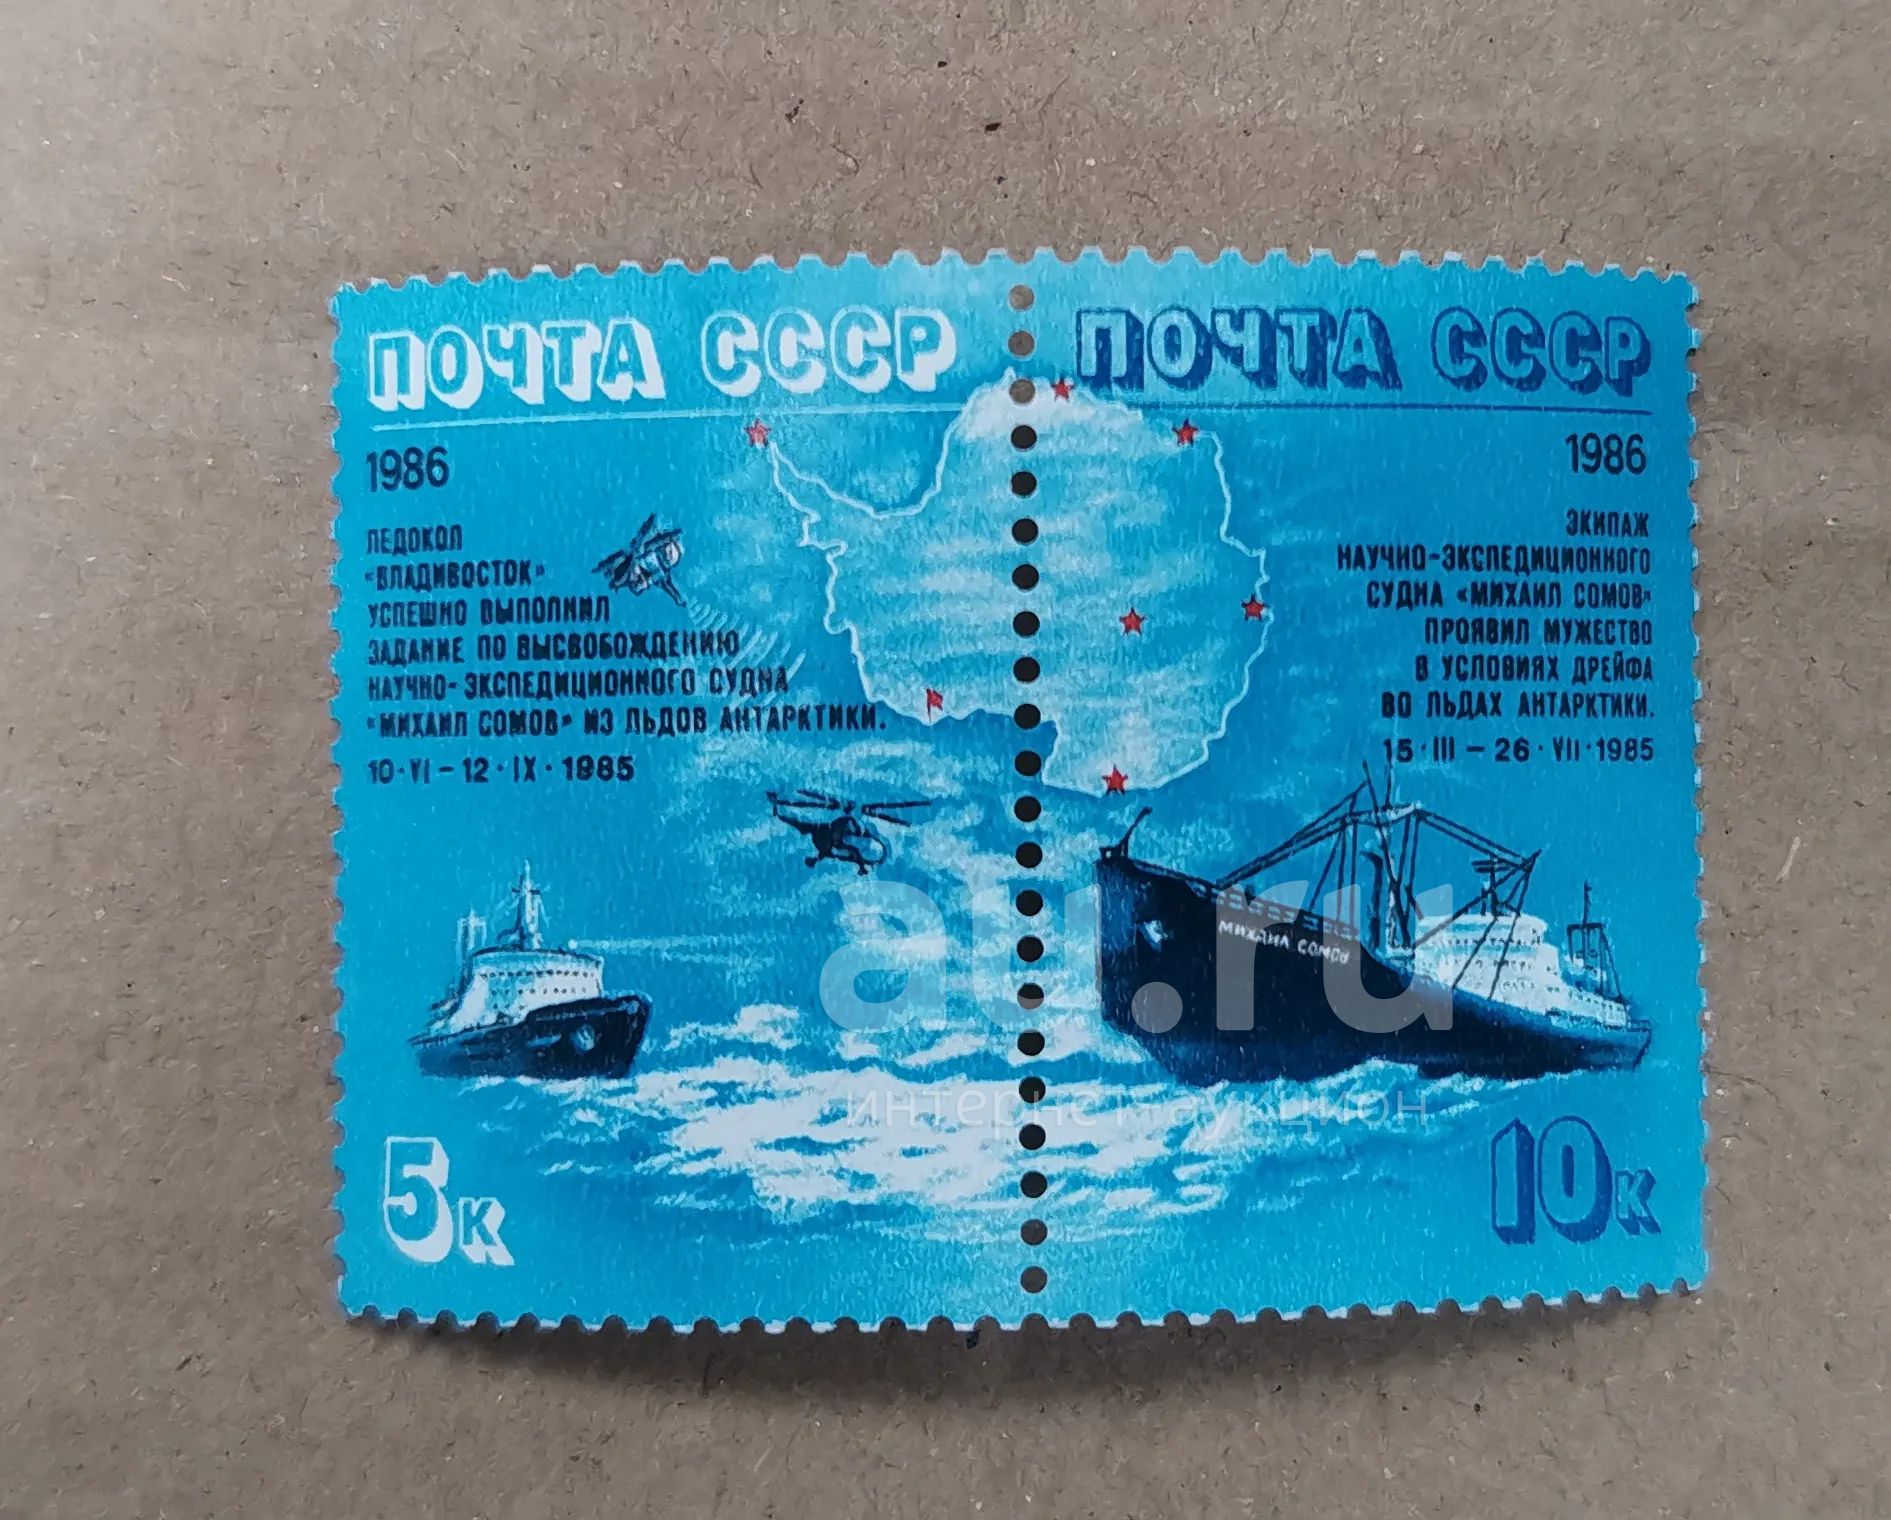 ПОЧТА СССР
1986
ЛЕДОКОЛ
«ВЛАДИВОСТОК»
УСПЕШНО ВЫПОЛНИЛ
ЗАДАНИЕ ПО ВЫСВОБОЖДЕНИЮ
НАУЧНО-ЭКСПЕДИЦИОННОГО СУДНА
«МИХАИЛ СОМОВ» ИЗ ЛЬДОВ АНТАРКТИКИ.
10·VI – 12·IX·1985
5К
ПОЧТА СССР
1986
ЭКИПАЖ
НАУЧНО-ЭКСПЕДИЦИОННОГО
СУДНА «МИХАИЛ СОМОВ»
ПРОЯВИЛ МУЖЕСТВО
В УСЛОВИЯХ ДРЕЙФА
ВО ЛЬДАХ АНТАРКТИКИ.
15·III – 26·VII·1985
МИХАИЛ СОМОВ
10К
au.ru
интернет-аукцион